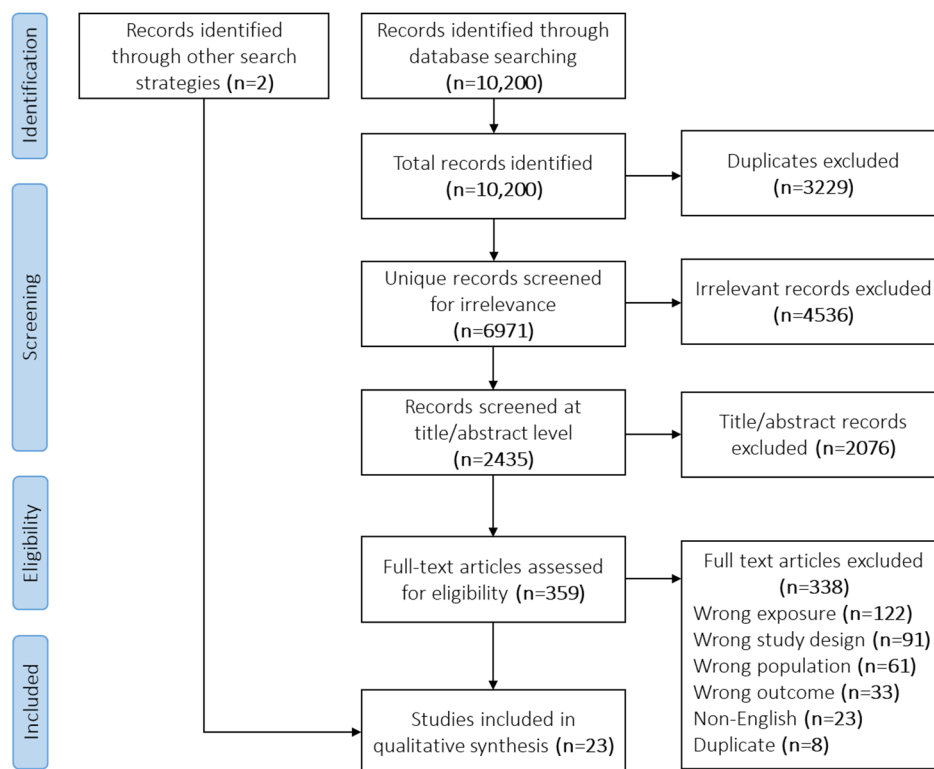 Identification
Records identified
through other search
strategies (n=2)
Records identified through
database searching
(n=10,200)
Total records identified
(n=10,200)
Duplicates excluded
(n=3229)
Screening
Unique records screened
for irrelevance
(n=6971)
Irrelevant records excluded
(n=4536)
Records screened at
title/abstract level
(n=2435)
Title/abstract records
excluded (n=2076)
Eligibility
Full-text articles assessed
for eligibility (n=359)
Full text articles excluded
(n=338)
Wrong exposure (n=122)
Wrong study design (n=91)
Wrong population (n=61)
Wrong outcome (n=33)
Non-English (n=23)
Duplicate (n=8)
Included
Studies included in
qualitative synthesis (n=23)